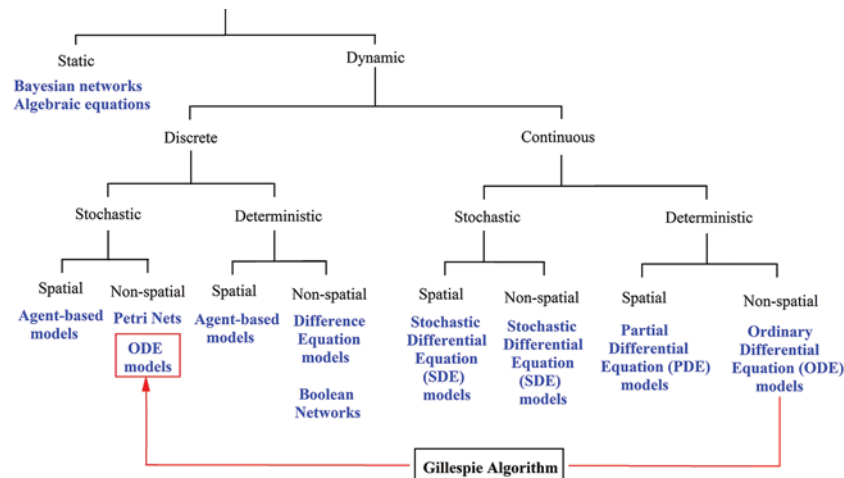 Static
Dynamic
Bayesian networks
Algebraic equations
Discrete
Continuous
Stochastic
Deterministic
Stochastic
Deterministic
Spatial
Agent-based
models
Non-spatial
Petri Nets
ODE
models
Spatial
Agent-based
models
Non-spatial
Difference
Equation
models
Boolean
Networks
Spatial
Stochastic
Differential
Equation
(SDE)
models
Non-spatial
Stochastic
Differential
Equation
(SDE)
models
Spatial
Partial
Differential
Equation (PDE)
models
Non-spatial
Ordinary
Differential
Equation (ODE)
models
Gillespie Algorithm